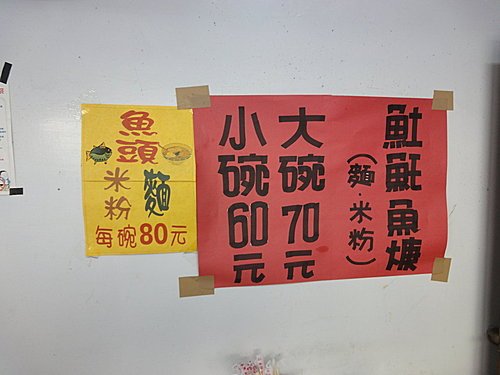 魚頭
米粉
麵
每碗80元
𩵚魠魚焿
(麵．米粉)
大碗70元
小碗60元